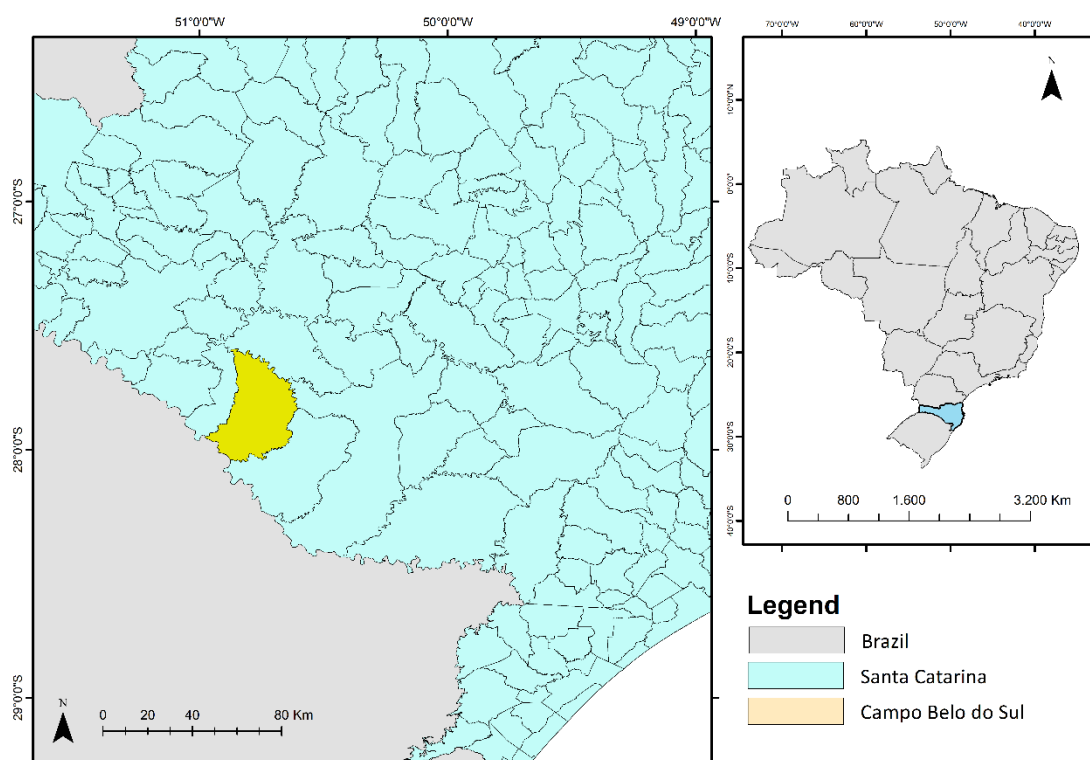 51°0'0"W 50°0'0"W 49°0'0"W
27°0'0"S
28°0'0"S
29°0'0"S
N
0 20 40 80 Km
70°0'0"W 60°0'0"W 50°0'0"W 40°0'0"W
N
10°0'0"N
0°0'0"
10°0'0"S
20°0'0"S
30°0'0"S
40°0'0"S
0 800 1.600 3.200 Km
Legend
Brazil
Santa Catarina
Campo Belo do Sul